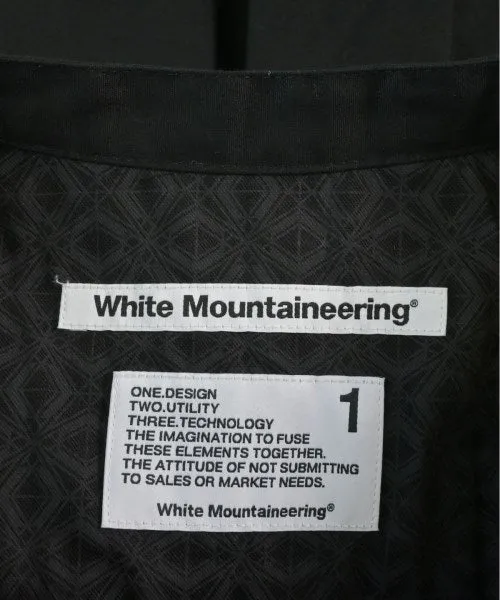 White Mountaineering®
1
ONE.DESIGN
TWO.UTILITY
THREE.TECHNOLOGY
THE IMAGINATION TO FUSE
THESE ELEMENTS TOGETHER.
THE ATTITUDE OF NOT SUBMITTING
TO SALES OR MARKET NEEDS.
White Mountaineering®